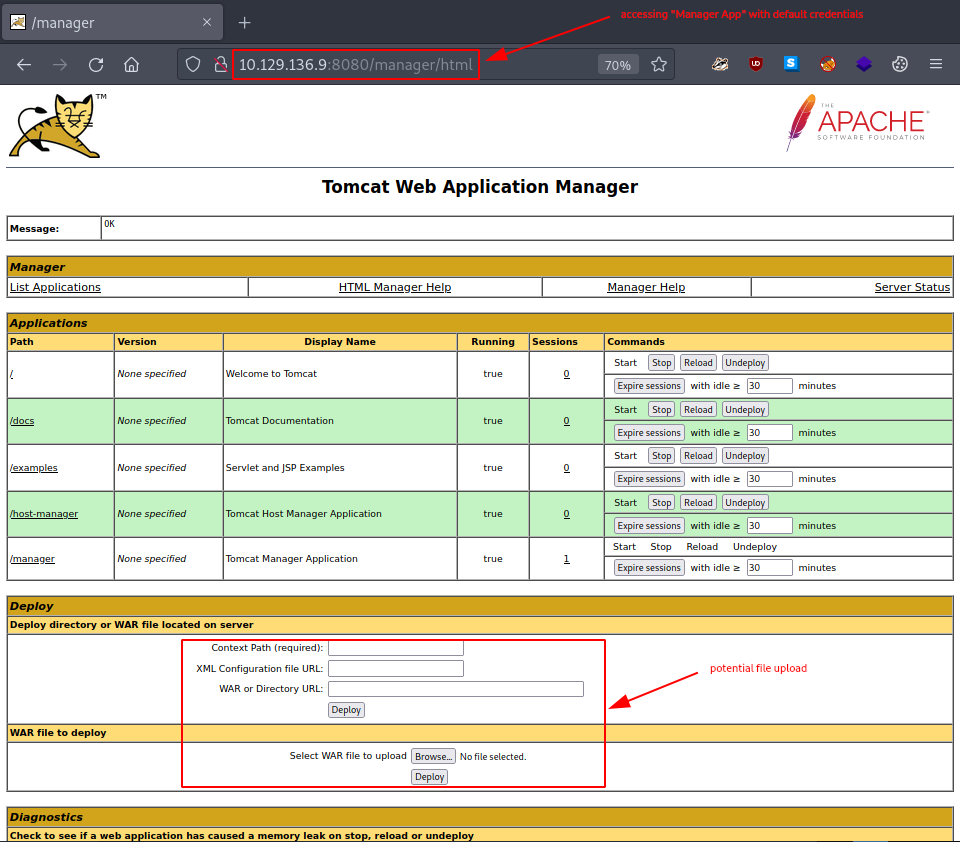 /manager
accessing "Manager App" with default credentials
10.129.136.9:8080/manager/html
70%
TM
THE
APACHE®
SOFTWARE FOUNDATION
Tomcat Web Application Manager
Message: OK
Manager
List Applications HTML Manager Help Manager Help Server Status
Applications
Path Version Display Name Running Sessions Commands
/ None specified Welcome to Tomcat true 0 Start Stop Reload Undeploy
Expire sessions with idle ≥ 30 minutes
/docs None specified Tomcat Documentation true 0 Start Stop Reload Undeploy
Expire sessions with idle ≥ 30 minutes
/examples None specified Servlet and JSP Examples true 0 Start Stop Reload Undeploy
Expire sessions with idle ≥ 30 minutes
/host-manager None specified Tomcat Host Manager Application true 0 Start Stop Reload Undeploy
Expire sessions with idle ≥ 30 minutes
/manager None specified Tomcat Manager Application true 1 Start Stop Reload Undeploy
Expire sessions with idle ≥ 30 minutes
Deploy
Deploy directory or WAR file located on server
Context Path (required):
XML Configuration file URL:
potential file upload
WAR or Directory URL:
Deploy
WAR file to deploy
Select WAR file to upload Browse... No file selected.
Deploy
Diagnostics
Check to see if a web application has caused a memory leak on stop, reload or undeploy